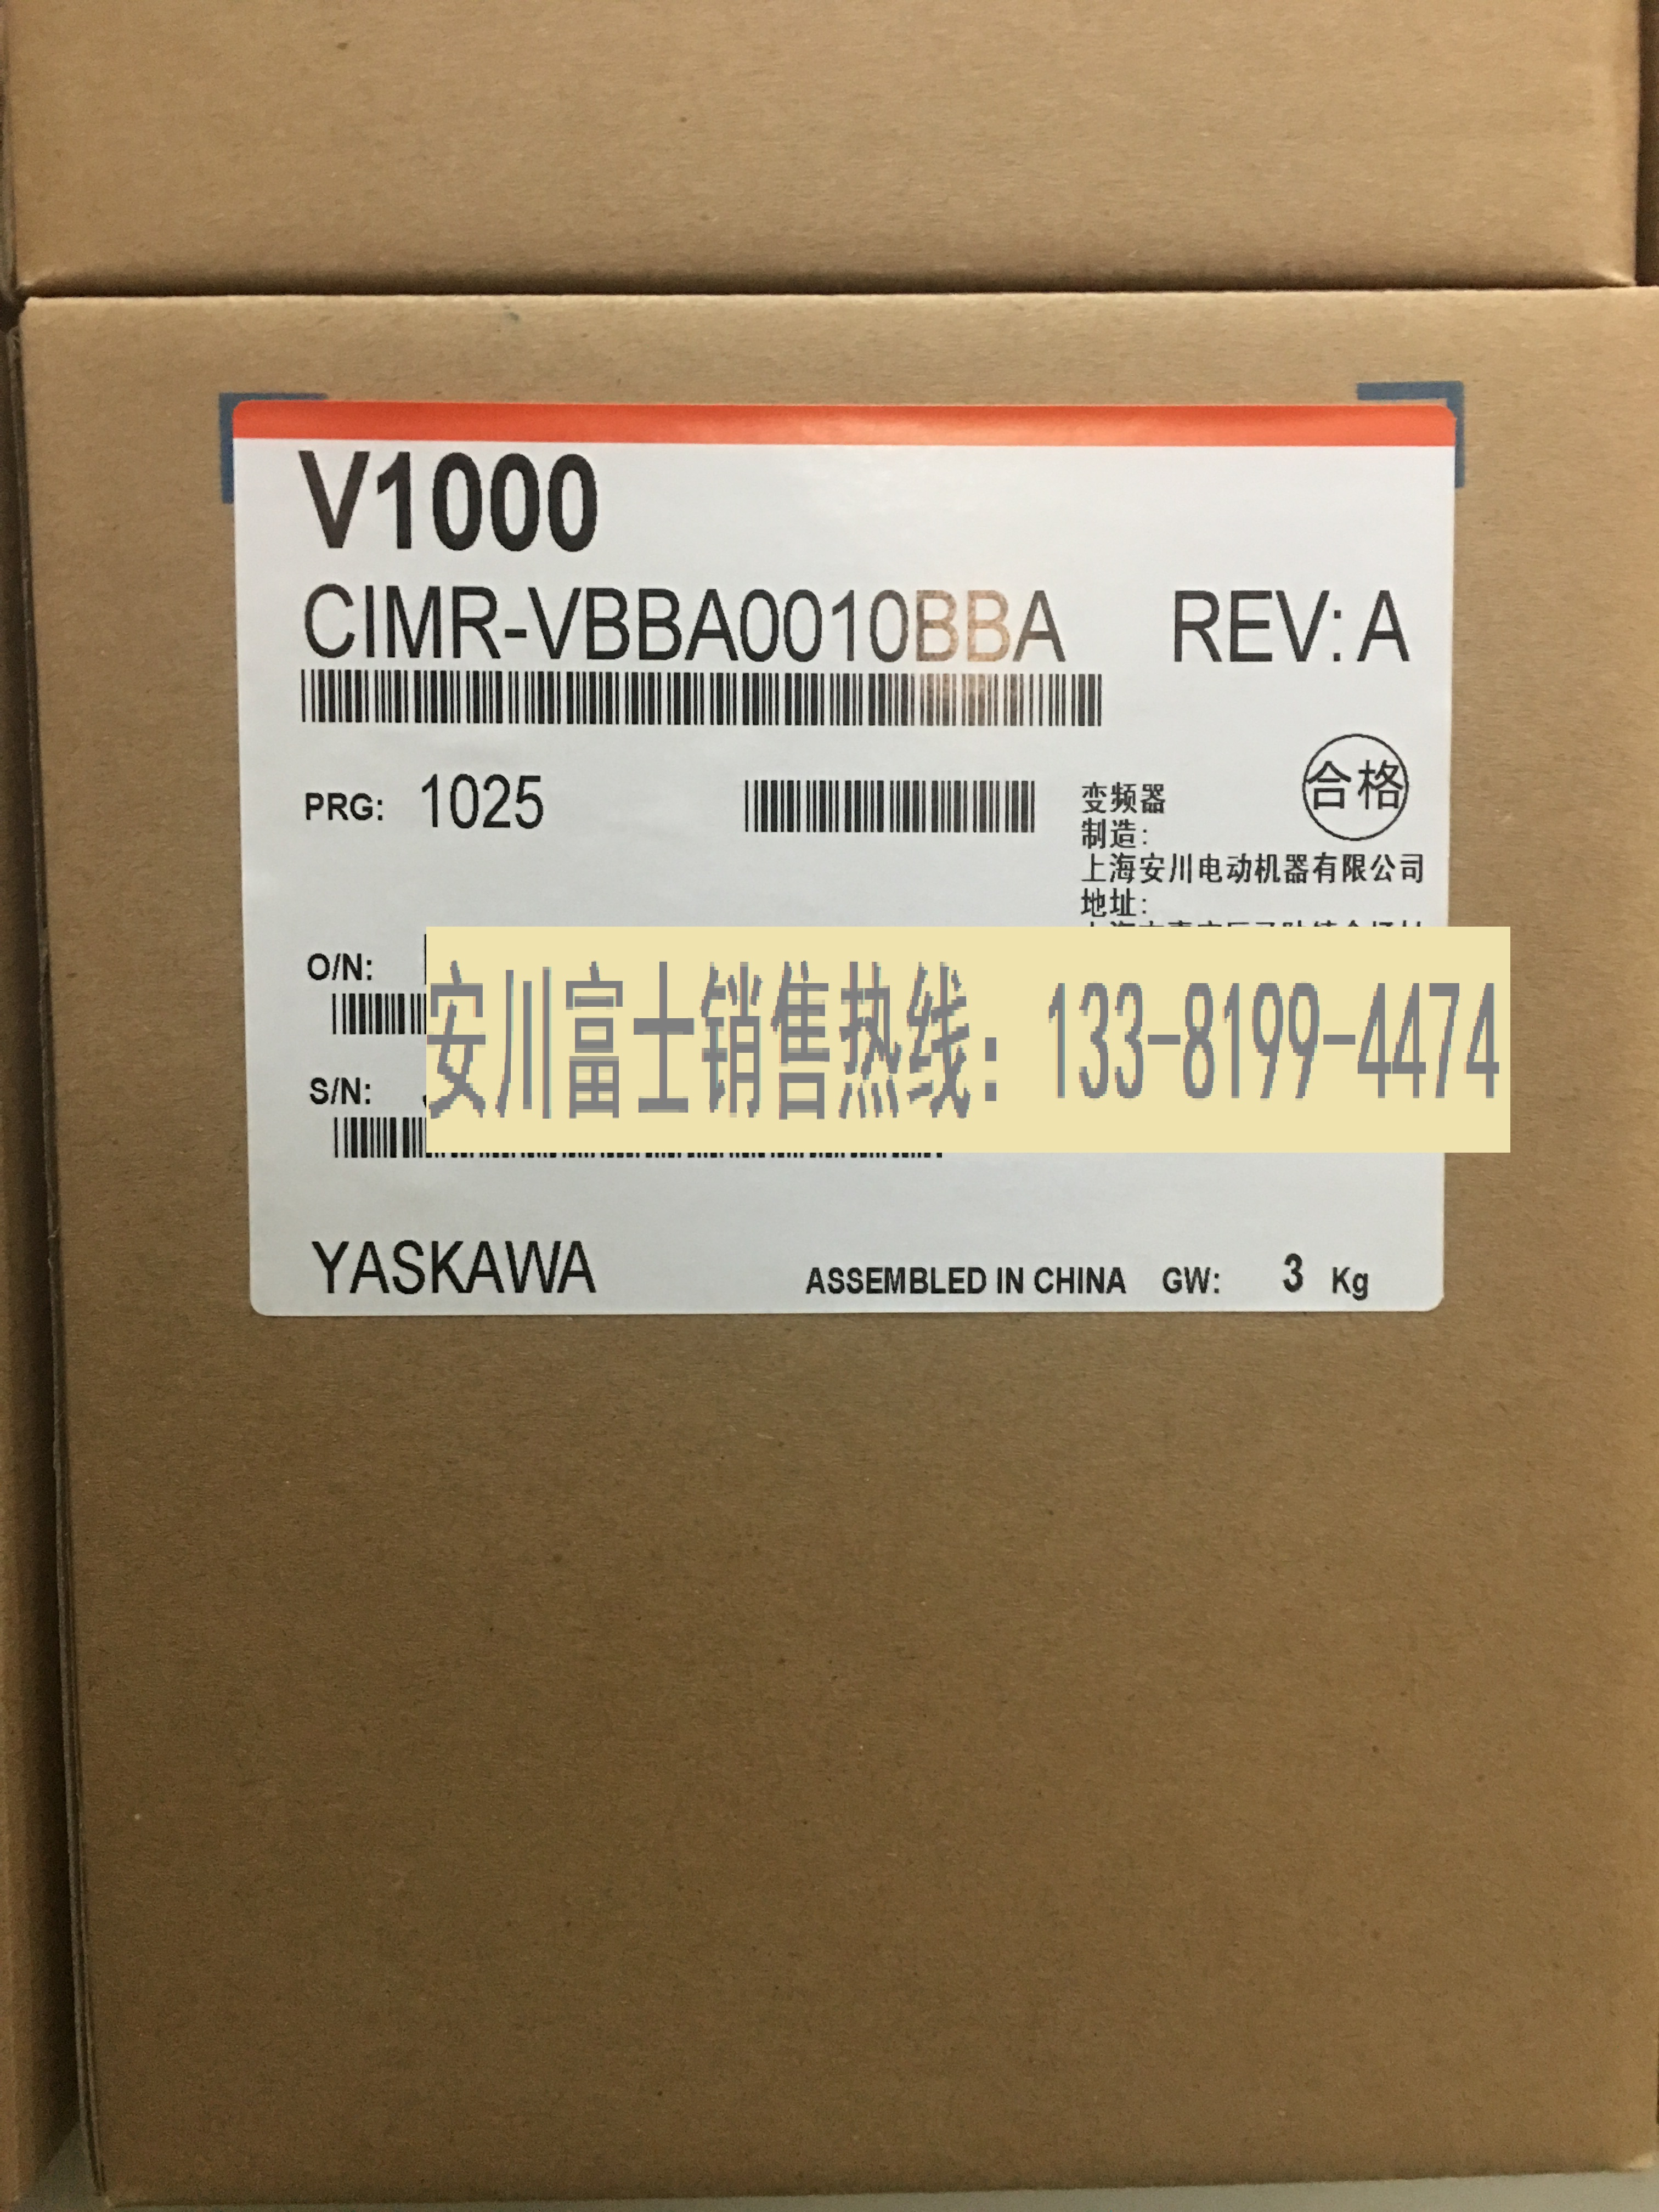 V1000
CIMR-VBBA0010BBA REV: A
PRG: 1025
合格
变频器
制造:
上海安川电动机器有限公司
地址:
O/N:
安川富士销售热线：133-8199-4474
S/N:
YASKAWA ASSEMBLED IN CHINA GW: 3 Kg